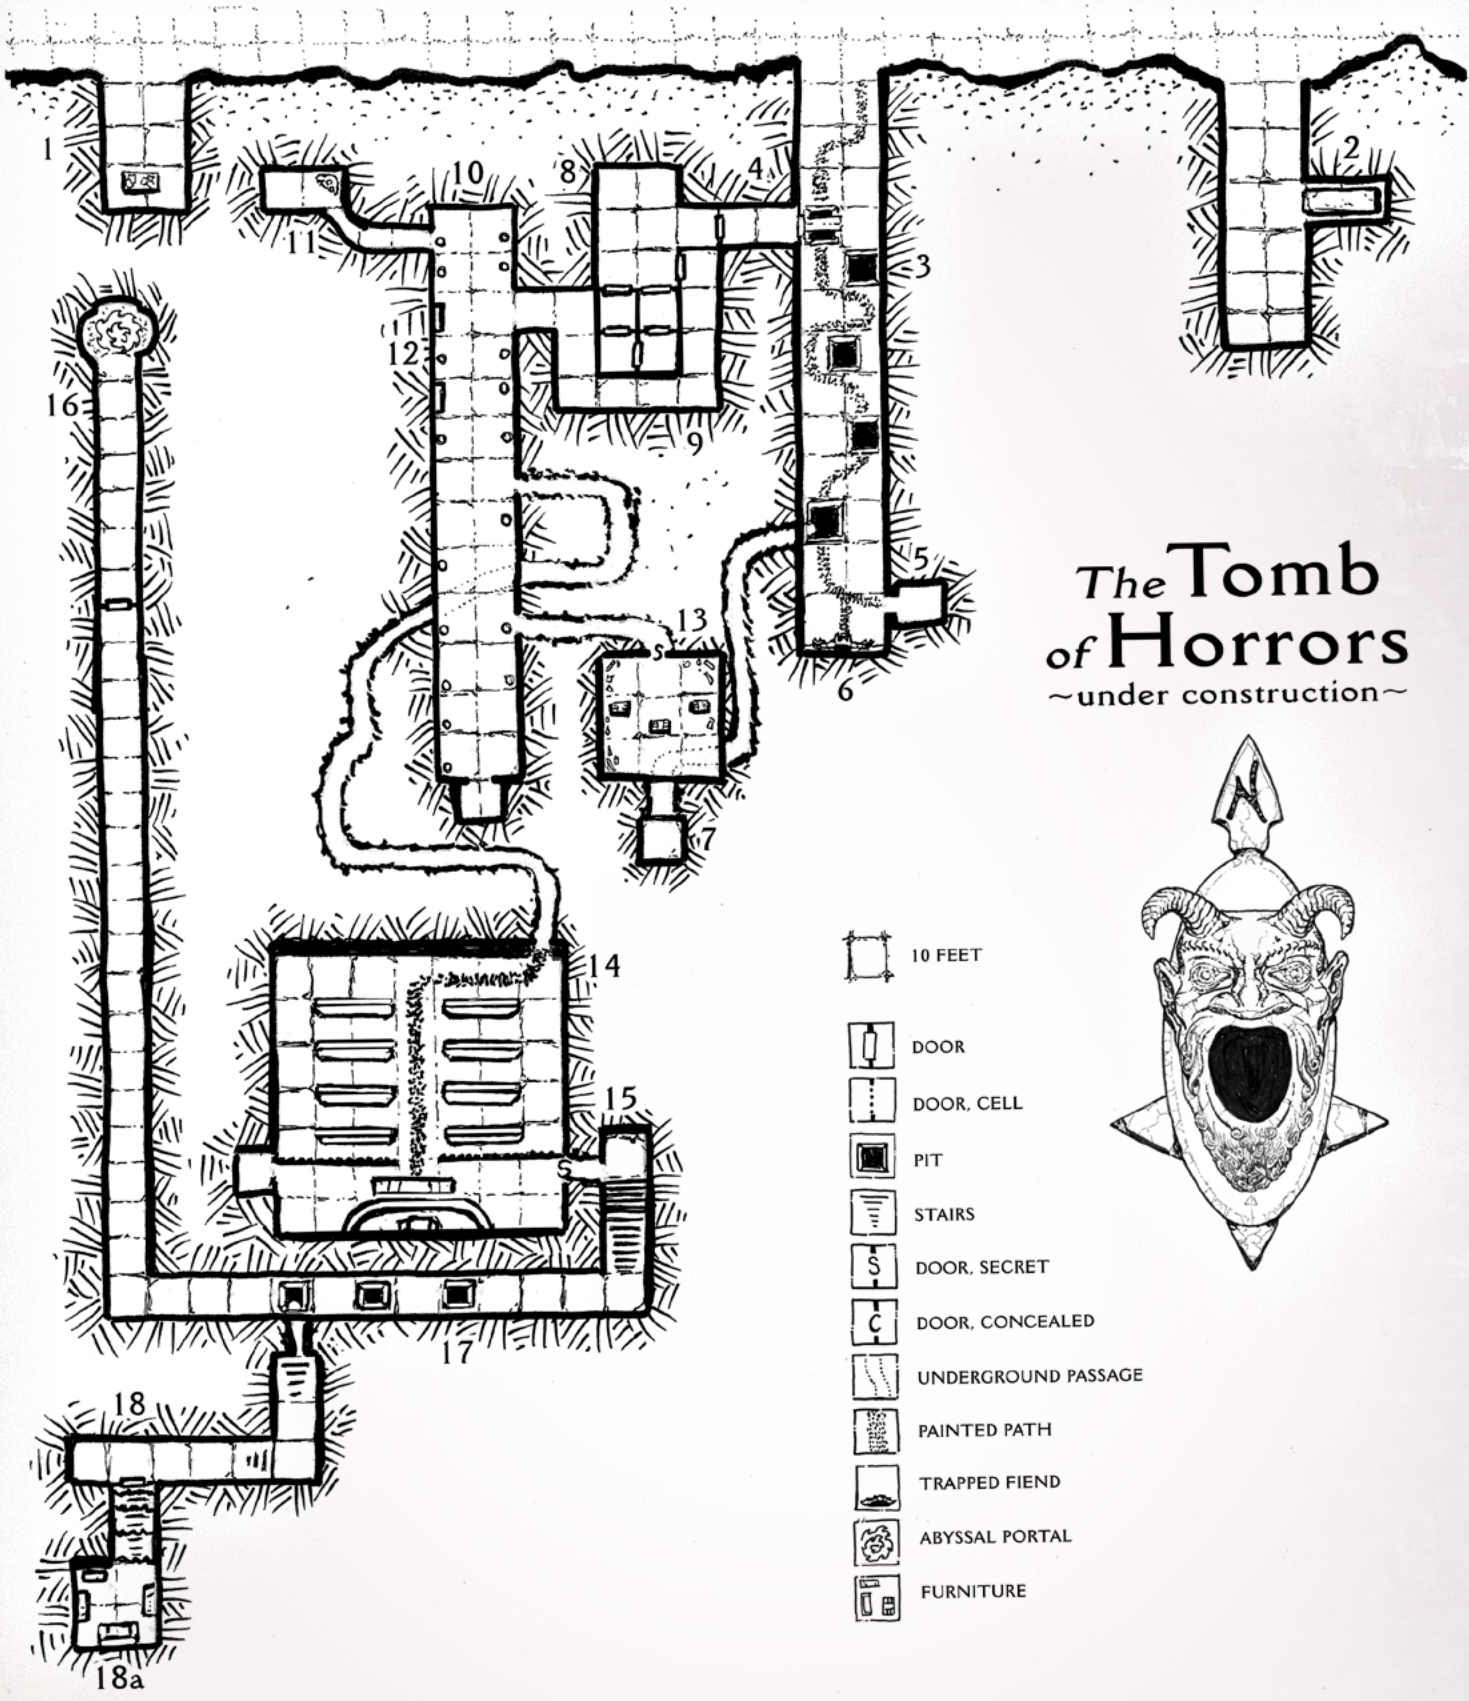 1
2
10
8
4
11
3
12
16
9
5
13
S
6
7
14
15
S
17
18
18a
The Tomb
of Horrors
~under construction~
N
10 FEET
DOOR
DOOR, CELL
PIT
STAIRS
S DOOR, SECRET
C DOOR, CONCEALED
UNDERGROUND PASSAGE
PAINTED PATH
TRAPPED FIEND
ABYSSAL PORTAL
FURNITURE